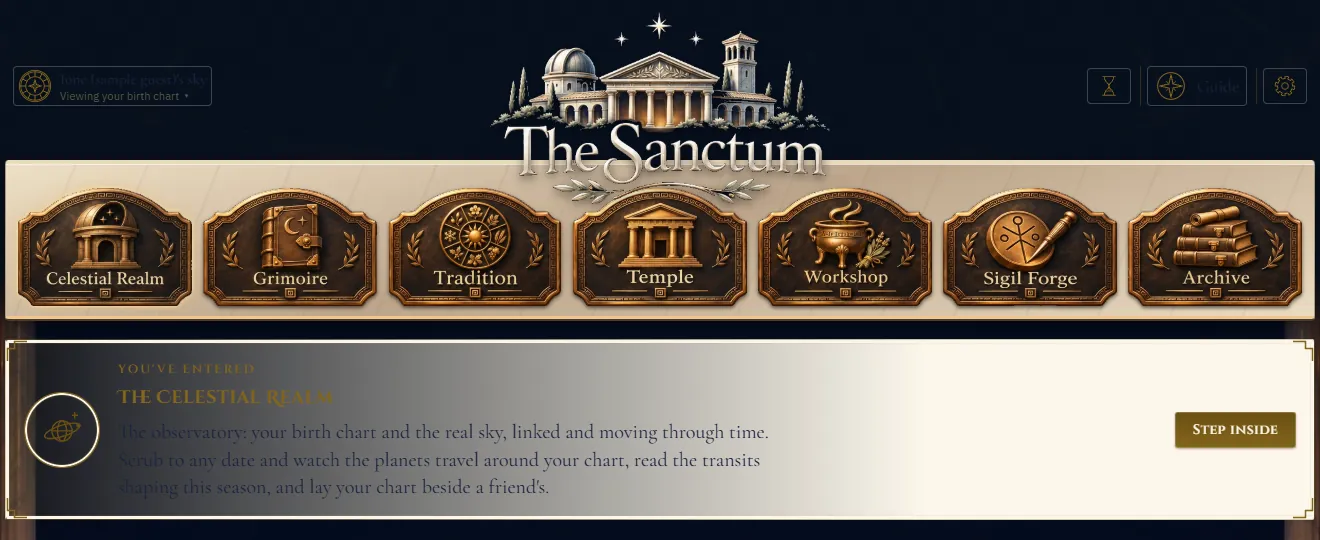 The Sanctum
June (sample guest)'s sky
Viewing your birth chart
Guide
Celestial Realm
Grimoire
Tradition
Temple
Workshop
Sigil Forge
Archive
YOU'VE ENTERED
THE CELESTIAL REALM
The observatory: your birth chart and the real sky, linked and moving through time.
Scrub to any date and watch the planets travel around your chart, read the transits
shaping this season, and lay your chart beside a friend's.
STEP INSIDE